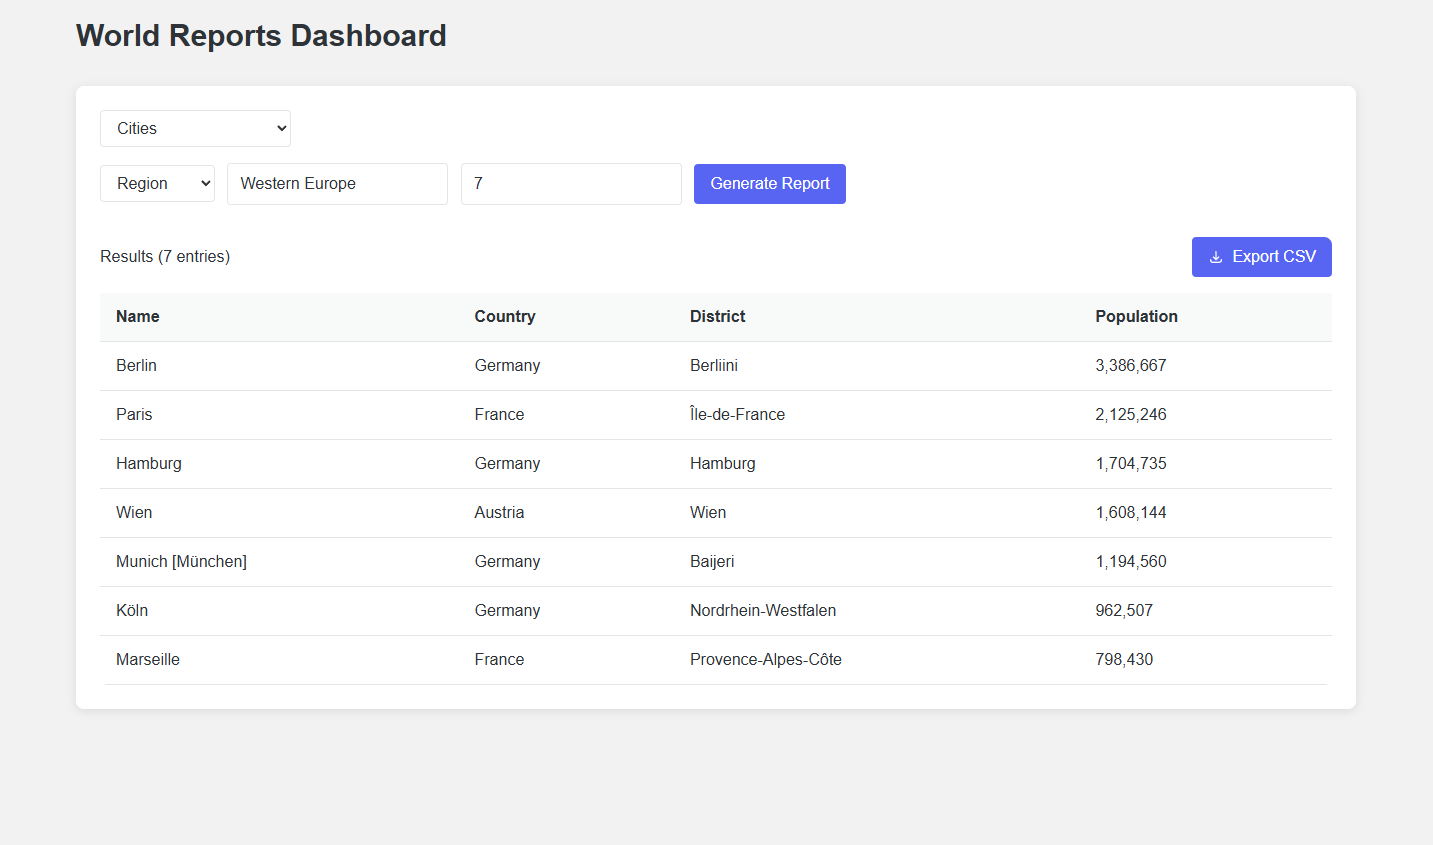 World Reports Dashboard
Cities
Region Western Europe 7 Generate Report
Results (7 entries) Export CSV
Name Country District Population
Berlin Germany Berliini 3,386,667
Paris France Île-de-France 2,125,246
Hamburg Germany Hamburg 1,704,735
Wien Austria Wien 1,608,144
Munich [München] Germany Baijeri 1,194,560
Köln Germany Nordrhein-Westfalen 962,507
Marseille France Provence-Alpes-Côte 798,430